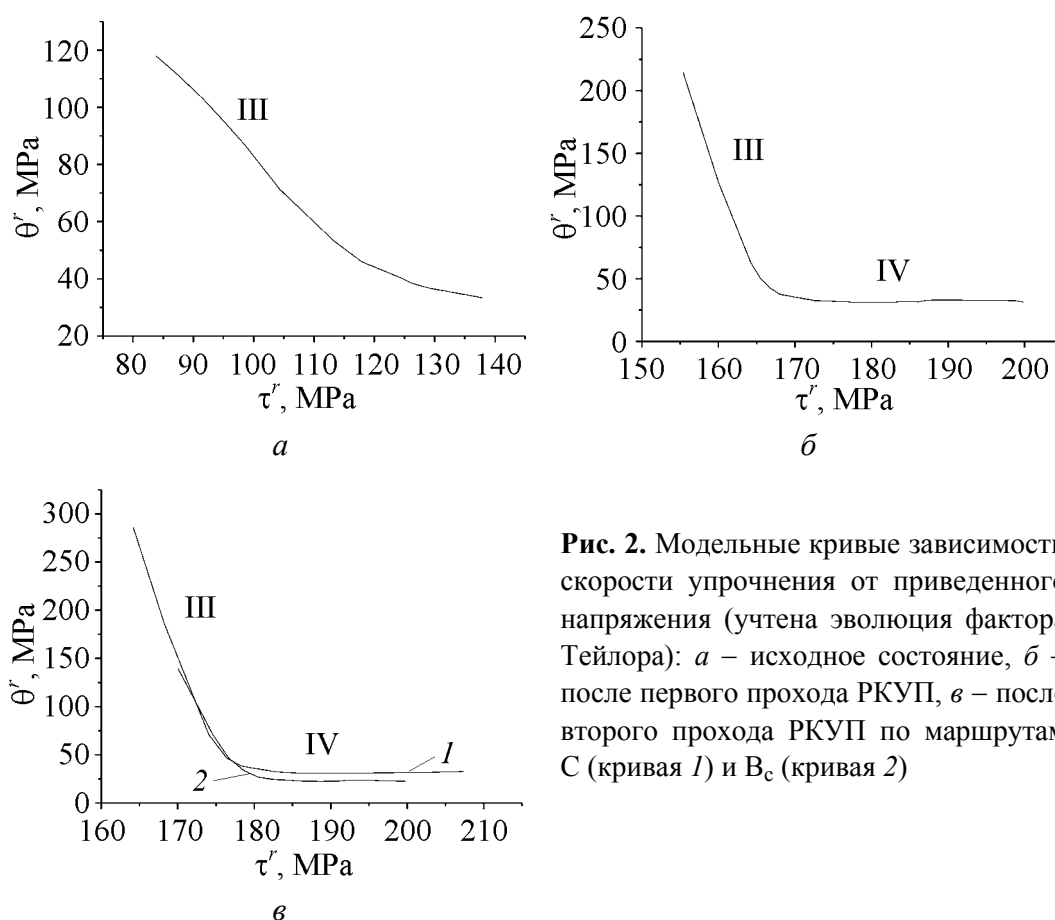 120
100
80
60
40
20
θʳ, MPa
III
80 90 100 110 120 130 140
τʳ, MPa
а
250
200
150
100
50
0
θʳ, MPa
III
IV
150 160 170 180 190 200
τʳ, MPa
б
300
250
200
150
100
50
0
θʳ, MPa
III
IV
1
2
160 170 180 190 200 210
τʳ, MPa
в
Рис. 2. Модельные кривые зависимости
скорости упрочнения от приведенного
напряжения (учтена эволюция фактора
Тейлора): а – исходное состояние, б –
после первого прохода РКУП, в – после
второго прохода РКУП по маршрутам
С (кривая 1) и Вс (кривая 2)